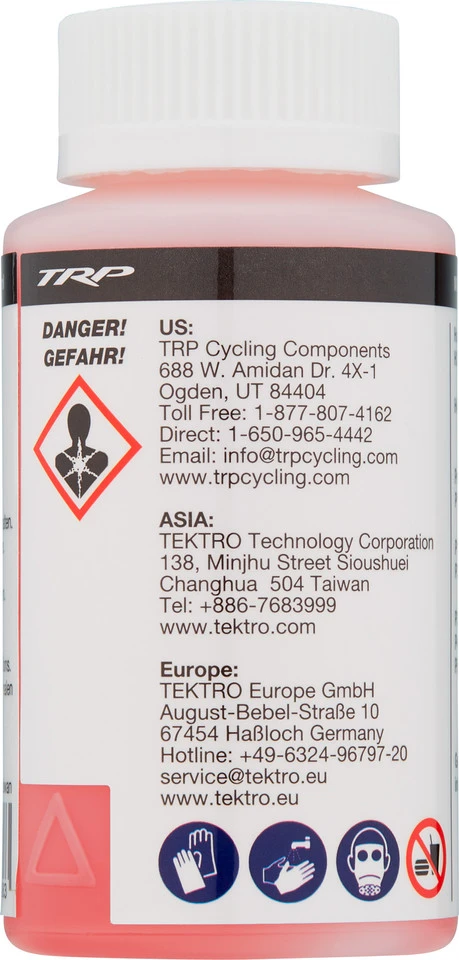 TRP
DANGER!
GEFAHR!
US:
TRP Cycling Components
688 W. Amidan Dr. 4X-1
Ogden, UT 84404
Toll Free: 1-877-807-4162
Direct: 1-650-965-4442
Email: info@trpcycling.com
www.trpcycling.com
ASIA:
TEKTRO Technology Corporation
138, Minjhu Street Sioushuei
Changhua 504 Taiwan
Tel: +886-7683999
www.tektro.com
Europe:
TEKTRO Europe GmbH
August-Bebel-Straße 10
67454 Haßloch Germany
Hotline: +49-6324-96797-20
service@tektro.eu
www.tektro.eu